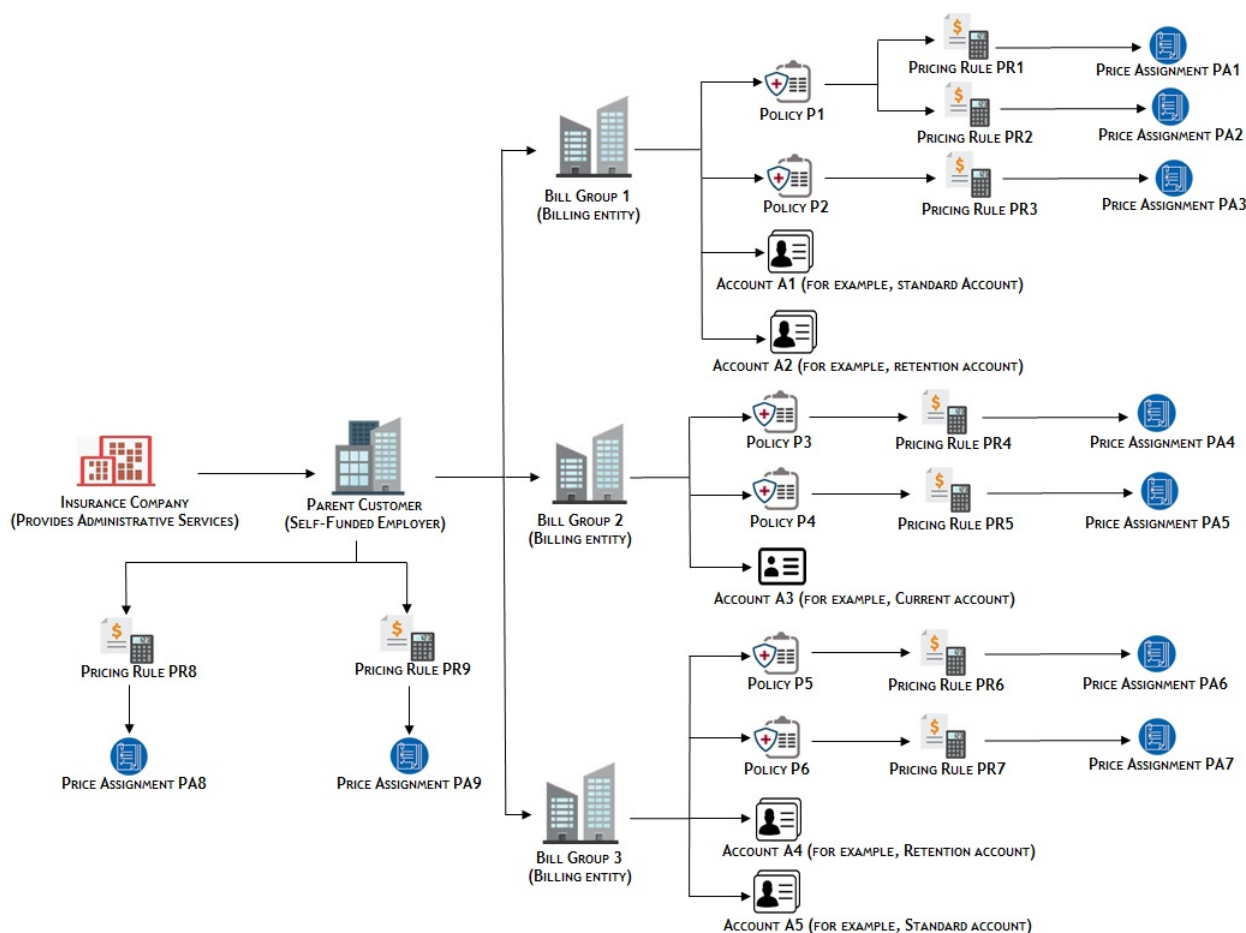 Pricing Rule PR1
Price Assignment PA1
Policy P1
Pricing Rule PR2
Price Assignment PA2
Bill Group 1
(Billing entity)
Policy P2
Pricing Rule PR3
Price Assignment PA3
Account A1 (for example, standard Account)
Account A2 (for example, retention account)
Insurance Company
(Provides Administrative Services)
Parent Customer
(Self-Funded Employer)
Bill Group 2
(Billing entity)
Policy P3
Pricing Rule PR4
Price Assignment PA4
Policy P4
Pricing Rule PR5
Price Assignment PA5
Account A3 (for example, Current account)
Pricing Rule PR8
Pricing Rule PR9
Price Assignment PA8
Price Assignment PA9
Bill Group 3
(Billing entity)
Policy P5
Pricing Rule PR6
Price Assignment PA6
Policy P6
Pricing Rule PR7
Price Assignment PA7
Account A4 (for example, Retention account)
Account A5 (for example, Standard account)